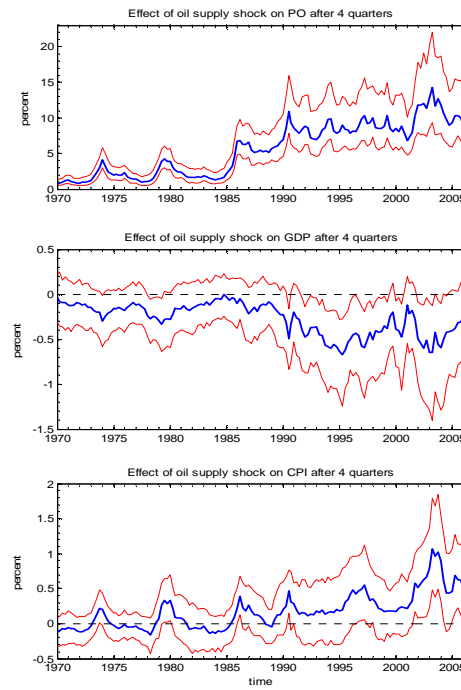 Effect of oil supply shock on PO after 4 quarters
20
15
10
5
0
percent
1970 1975 1980 1985 1990 1995 2000 2005
Effect of oil supply shock on GDP after 4 quarters
0.5
0
-0.5
-1
-1.5
percent
1970 1975 1980 1985 1990 1995 2000 2005
Effect of oil supply shock on CPI after 4 quarters
2
1.5
1
0.5
0
-0.5
percent
1970 1975 1980 1985 1990 1995 2000 2005
time